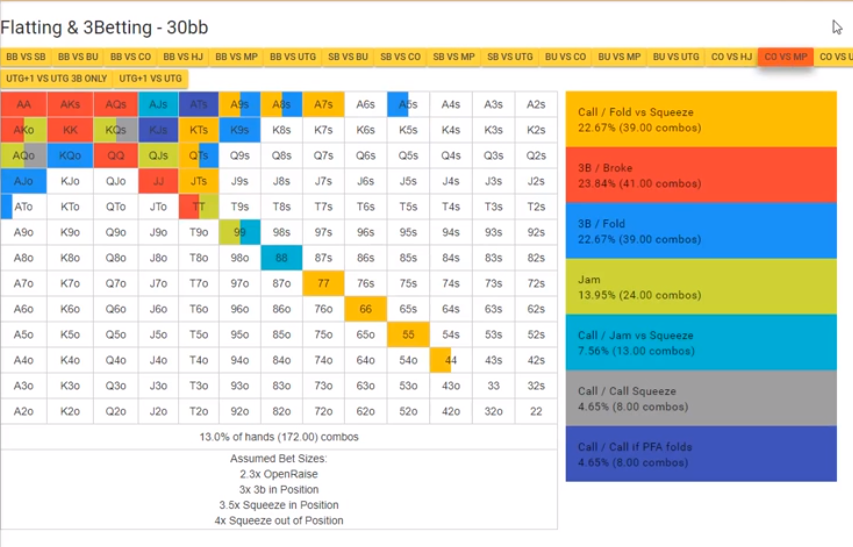 Flatting & 3Betting - 30bb
BB VS SB BB VS BU BB VS CO BB VS HJ BB VS MP BB VS UTG SB VS BU SB VS CO SB VS MP SB VS UTG BU VS CO BU VS MP BU VS UTG CO VS HJ CO VS MP CO VS U
UTG+1 VS UTG 3B ONLY UTG+1 VS UTG
AA AKs AQs AJs ATs A9s A8s A7s A6s A5s A4s A3s A2s
AKo KK KQs KJs KTs K9s K8s K7s K6s K5s K4s K3s K2s
AQo KQo QQ QJs QTs Q9s Q8s Q7s Q6s Q5s Q4s Q3s Q2s
AJo KJo QJo JJ JTs J9s J8s J7s J6s J5s J4s J3s J2s
ATo KTo QTo JTo TT T9s T8s T7s T6s T5s T4s T3s T2s
A9o K9o Q9o J9o T9o 99 98s 97s 96s 95s 94s 93s 92s
A8o K8o Q8o J8o T8o 98o 88 87s 86s 85s 84s 83s 82s
A7o K7o Q7o J7o T7o 97o 87o 77 76s 75s 74s 73s 72s
A6o K6o Q6o J6o T6o 96o 86o 76o 66 65s 64s 63s 62s
A5o K5o Q5o J5o T5o 95o 85o 75o 65o 55 54s 53s 52s
A4o K4o Q4o J4o T4o 94o 84o 74o 64o 54o 44 43s 42s
A3o K3o Q3o J3o T3o 93o 83o 73o 63o 53o 43o 33 32s
A2o K2o Q2o J2o T2o 92o 82o 72o 62o 52o 42o 32o 22
13.0% of hands (172.00) combos
Assumed Bet Sizes:
2.3x OpenRaise
3x 3b in Position
3.5x Squeeze in Position
4x Squeeze out of Position
Call / Fold vs Squeeze
22.67% (39.00 combos)
3B / Broke
23.84% (41.00 combos)
3B / Fold
22.67% (39.00 combos)
Jam
13.95% (24.00 combos)
Call / Jam vs Squeeze
7.56% (13.00 combos)
Call / Call Squeeze
4.65% (8.00 combos)
Call / Call if PFA folds
4.65% (8.00 combos)